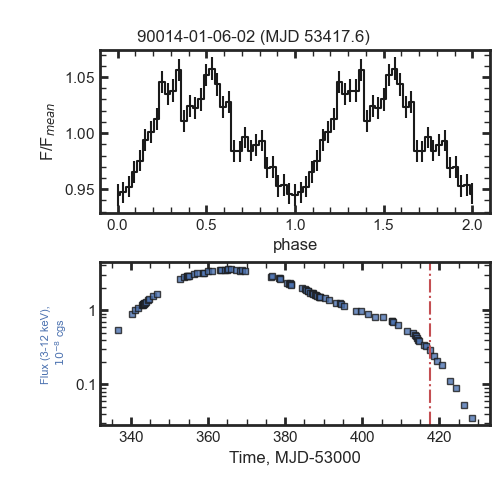 90014-01-06-02 (MJD 53417.6)
1.05
1.00
0.95
F/Fmean
0.0 0.5 1.0 1.5 2.0
phase
1
0.1
Flux (3-12 keV),
10⁻⁸ cgs
340 360 380 400 420
Time, MJD-53000